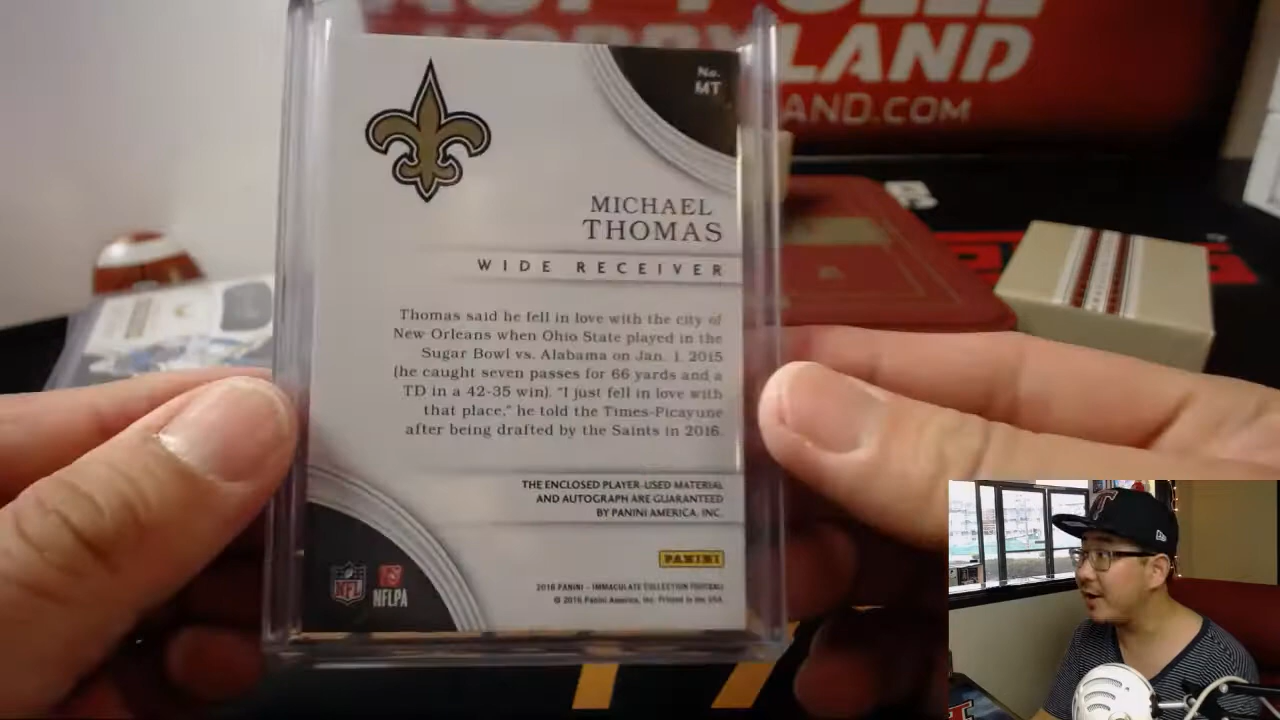 LAND
AND.COM
No.
MT
MICHAEL
THOMAS
WIDE RECEIVER
Thomas said he fell in love with the city of
New Orleans when Ohio State played in the
Sugar Bowl vs. Alabama on Jan. 1, 2015
(he caught seven passes for 66 yards and a
TD in a 42-35 win). "I just fell in love with
that place," he told the Times-Picayune
after being drafted by the Saints in 2016.
THE ENCLOSED PLAYER-USED MATERIAL
AND AUTOGRAPH ARE GUARANTEED
BY PANINI AMERICA, INC.
PANINI
NFL
NFLPA
2016 PANINI – IMMACULATE COLLECTION FOOTBALL
© 2016 Panini America, Inc. Printed in the USA.